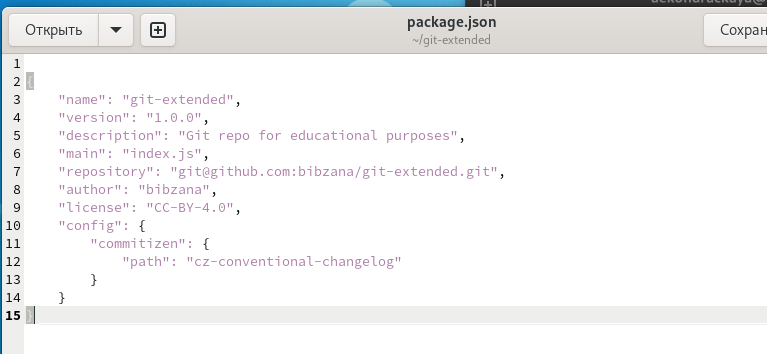 Открыть
package.json
~/git-extended
Сохран
1
2 {
3 "name": "git-extended",
4 "version": "1.0.0",
5 "description": "Git repo for educational purposes",
6 "main": "index.js",
7 "repository": "git@github.com:bibzana/git-extended.git",
8 "author": "bibzana",
9 "license": "CC-BY-4.0",
10 "config": {
11 "commitizen": {
12 "path": "cz-conventional-changelog"
13 }
14 }
15 }